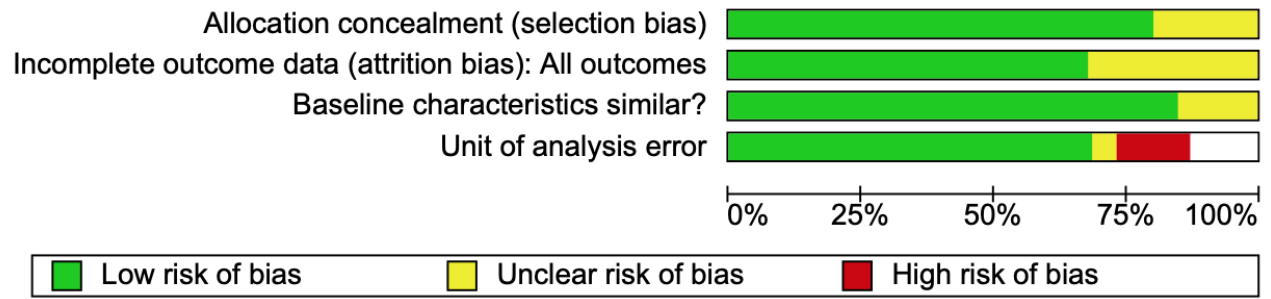 Allocation concealment (selection bias)
Incomplete outcome data (attrition bias): All outcomes
Baseline characteristics similar?
Unit of analysis error
0% 25% 50% 75% 100%
Low risk of bias Unclear risk of bias High risk of bias